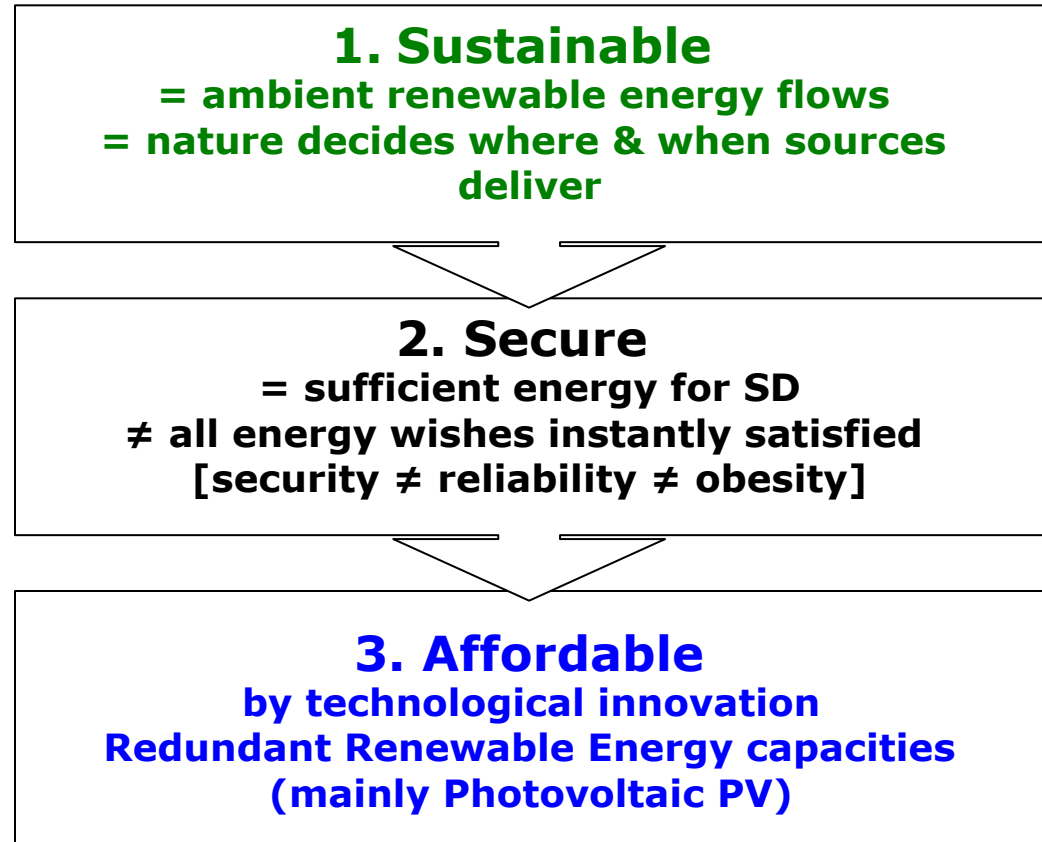 1. Sustainable
= ambient renewable energy flows
= nature decides where & when sources
deliver
2. Secure
= sufficient energy for SD
≠ all energy wishes instantly satisfied
[security ≠ reliability ≠ obesity]
3. Affordable
by technological innovation
Redundant Renewable Energy capacities
(mainly Photovoltaic PV)